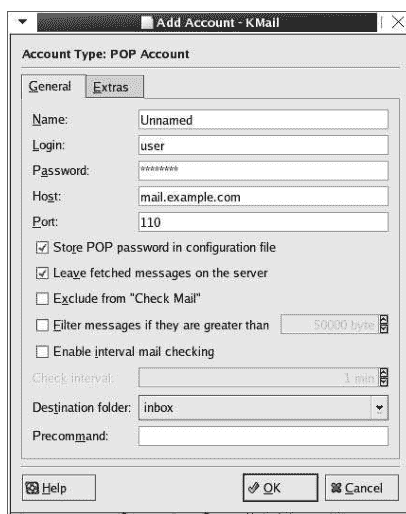 Add Account - KMail
Account Type: POP Account
General Extras
Name: Unnamed
Login: user
Password: ********
Host: mail.example.com
Port: 110
Store POP password in configuration file
Leave fetched messages on the server
Exclude from "Check Mail"
Filter messages if they are greater than 50000 byte
Enable interval mail checking
Check interval: 1 min
Destination folder: inbox
Precommand:
Help OK Cancel